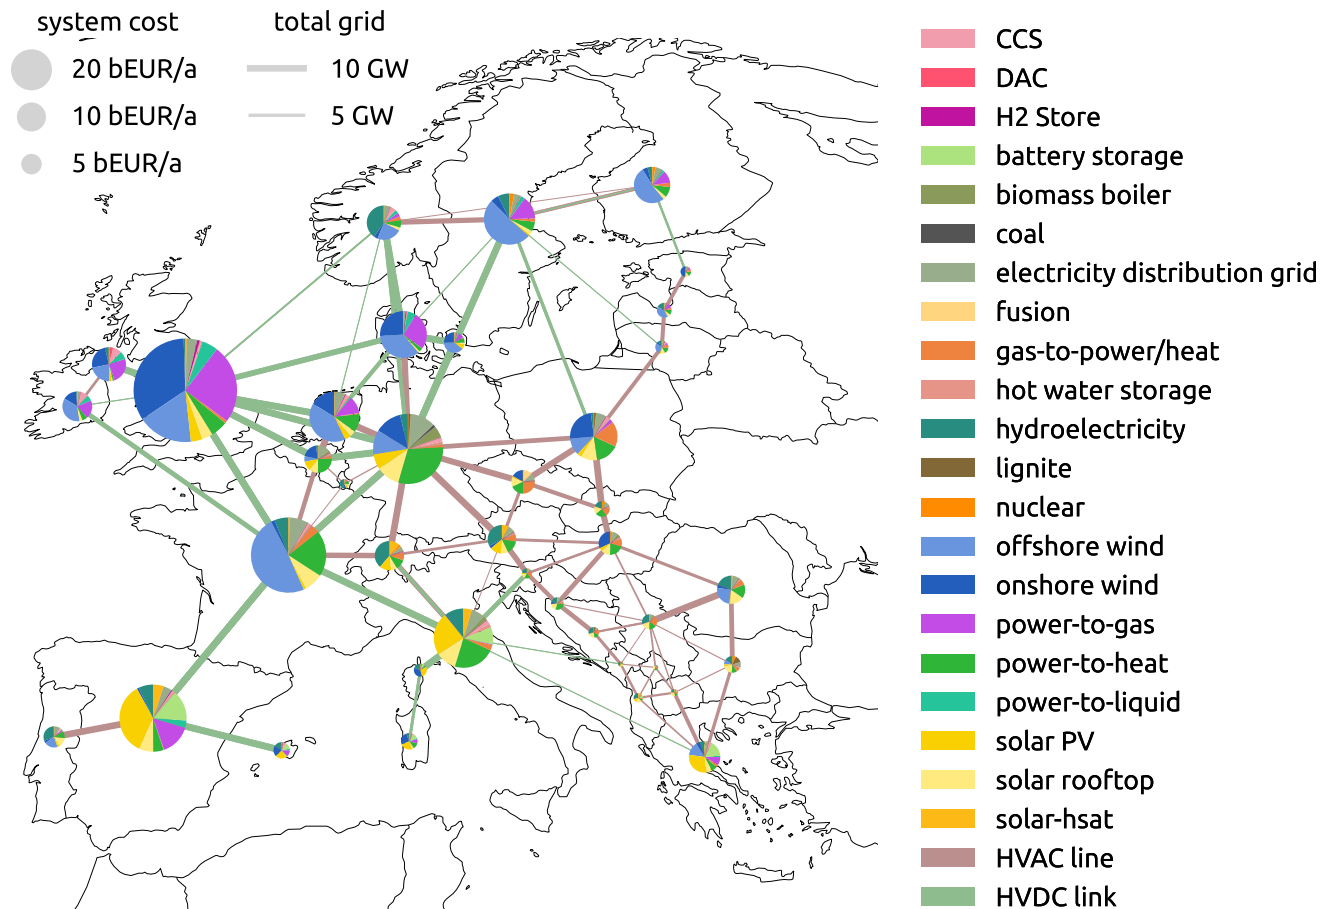 system cost
20 bEUR/a
10 bEUR/a
5 bEUR/a
total grid
10 GW
5 GW
CCS
DAC
H2 Store
battery storage
biomass boiler
coal
electricity distribution grid
fusion
gas-to-power/heat
hot water storage
hydroelectricity
lignite
nuclear
offshore wind
onshore wind
power-to-gas
power-to-heat
power-to-liquid
solar PV
solar rooftop
solar-hsat
HVAC line
HVDC link